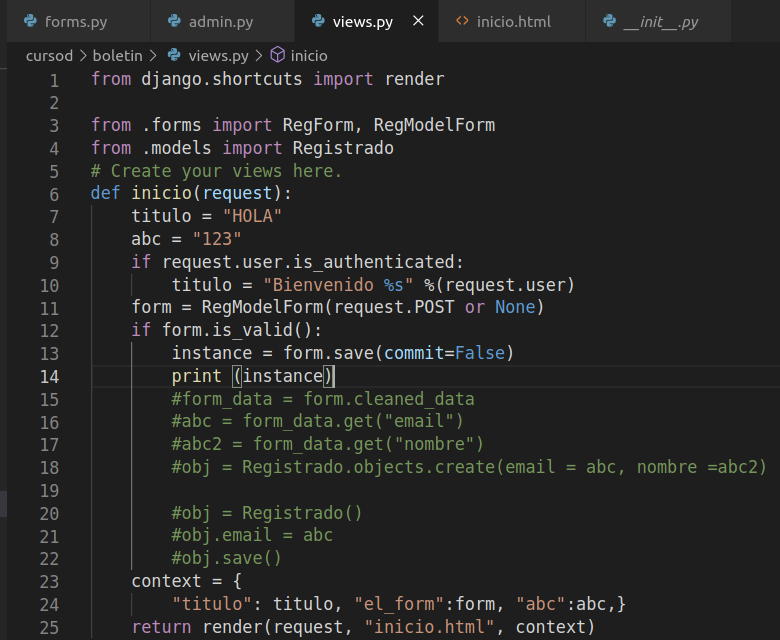 forms.py admin.py views.py inicio.html __init__.py
cursod > boletin > views.py > inicio
1 from django.shortcuts import render
2
3 from .forms import RegForm, RegModelForm
4 from .models import Registrado
5 # Create your views here.
6 def inicio(request):
7     titulo = "HOLA"
8     abc = "123"
9     if request.user.is_authenticated:
10         titulo = "Bienvenido %s" %(request.user)
11     form = RegModelForm(request.POST or None)
12     if form.is_valid():
13         instance = form.save(commit=False)
14         print (instance)
15         #form_data = form.cleaned_data
16         #abc = form_data.get("email")
17         #abc2 = form_data.get("nombre")
18         #obj = Registrado.objects.create(email = abc, nombre =abc2)
19
20         #obj = Registrado()
21         #obj.email = abc
22         #obj.save()
23     context = {
24         "titulo": titulo, "el_form":form, "abc":abc,}
25     return render(request, "inicio.html", context)